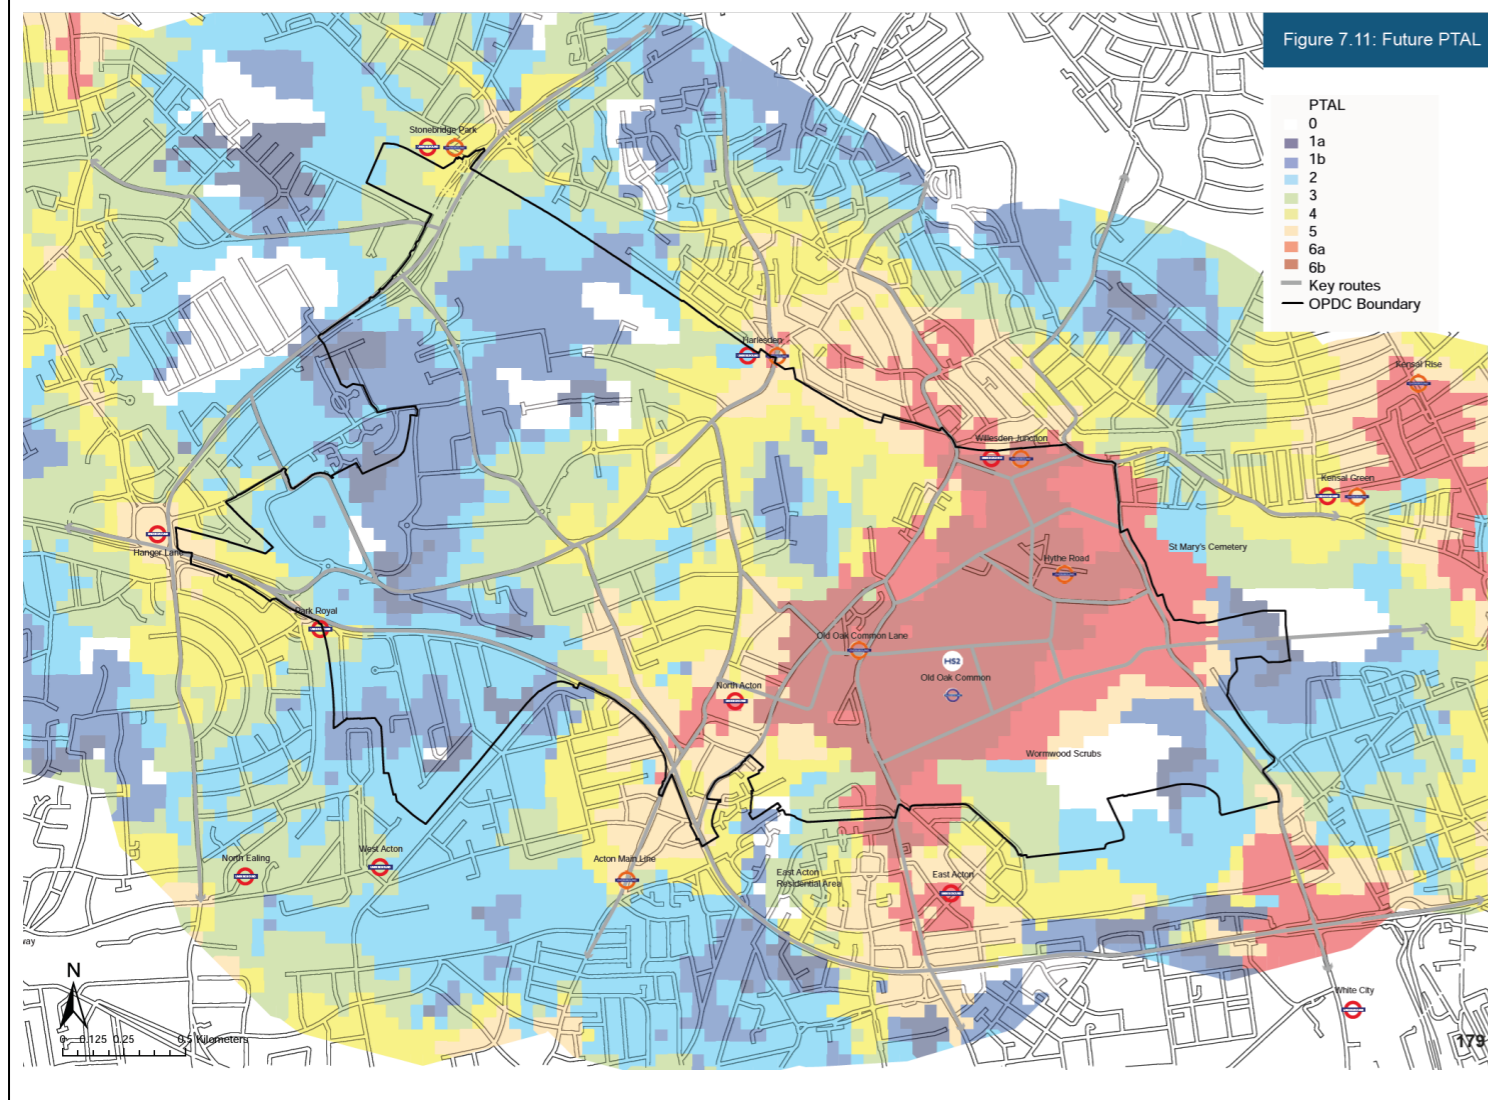 Figure 7.11: Future PTAL
PTAL
0
1a
1b
2
3
4
5
6a
6b
Key routes
OPDC Boundary
Stonebridge Park
Harlesden
Kensal Rise
Willesden Junction
Kensal Green
Hanger Lane
St Mary's Cemetery
Hythe Road
Park Royal
Old Oak Common Lane
HS2
Old Oak Common
North Acton
Wormwood Scrubs
North Ealing
West Acton
Acton Main Line
East Acton
Residential Area
East Acton
way
White City
N
0 0.125 0.25 0.5 Kilometers
179